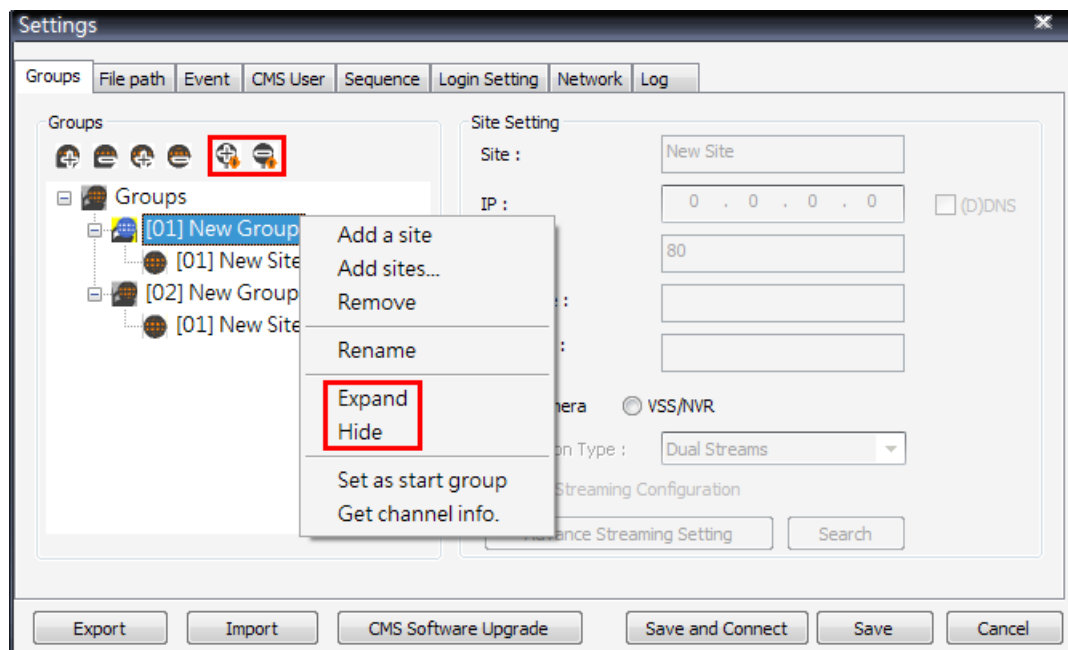 Settings
Groups File path Event CMS User Sequence Login Setting Network Log
Groups
Groups
[01] New Group
[01] New Site
[02] New Group
[01] New Site
Add a site
Add sites...
Remove
Rename
Expand
Hide
Set as start group
Get channel info.
Site Setting
Site : New Site
IP : 0 . 0 . 0 . 0 (D)DNS
80
:
:
VSS/NVR
Type : Dual Streams
Streaming Configuration
Streaming Setting Search
Export Import CMS Software Upgrade Save and Connect Save Cancel